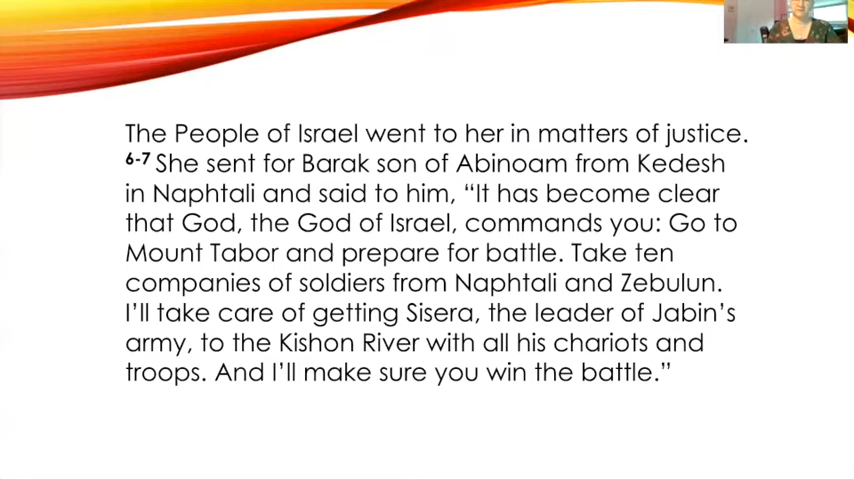 The People of Israel went to her in matters of justice.
6-7 She sent for Barak son of Abinoam from Kedesh
in Naphtali and said to him, “It has become clear
that God, the God of Israel, commands you: Go to
Mount Tabor and prepare for battle. Take ten
companies of soldiers from Naphtali and Zebulun.
I’ll take care of getting Sisera, the leader of Jabin’s
army, to the Kishon River with all his chariots and
troops. And I’ll make sure you win the battle.”